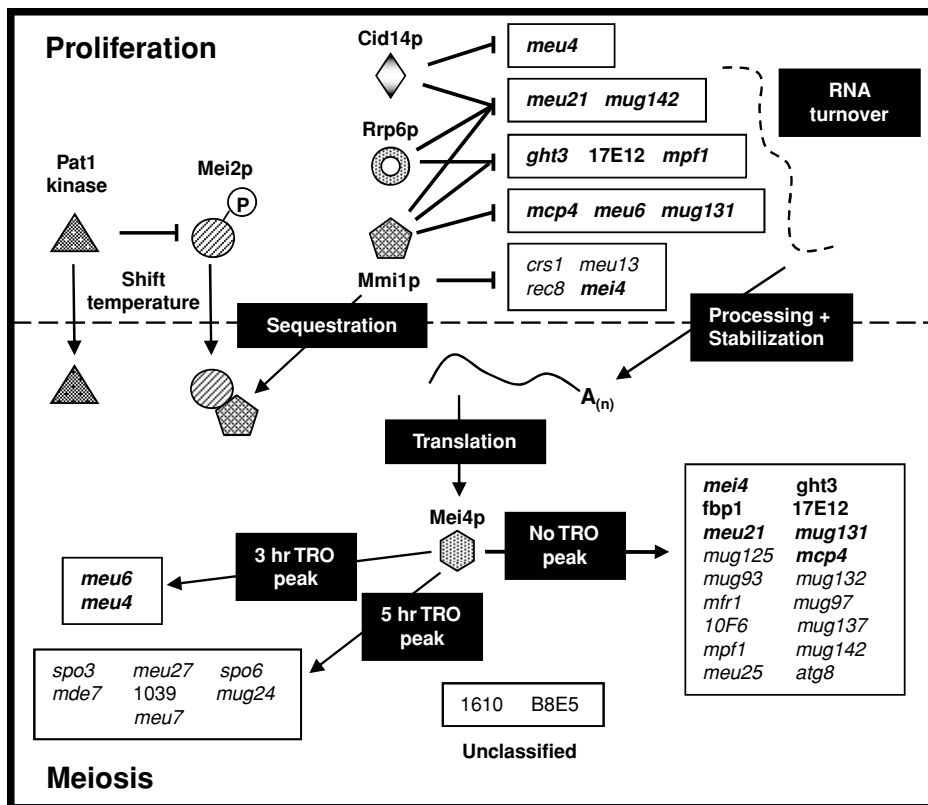 Proliferation
Cid14p
meu4
meu21 mug142
RNA
turnover
Rrp6p
ght3 17E12 mpf1
Pat1
kinase
Mei2p
P
mcp4 meu6 mug131
Mmi1p
crs1 meu13
rec8 mei4
Shift
temperature
Sequestration
Processing +
Stabilization
A(n)
Translation
Mei4p
3 hr TRO
peak
No TRO
peak
5 hr TRO
peak
meu6
meu4
mei4 ght3
fbp1 17E12
meu21 mug131
mug125 mcp4
mug93 mug132
mfr1 mug97
10F6 mug137
mpf1 mug142
meu25 atg8
spo3 meu27 spo6
mde7 1039 mug24
meu7
1610 B8E5
Unclassified
Meiosis